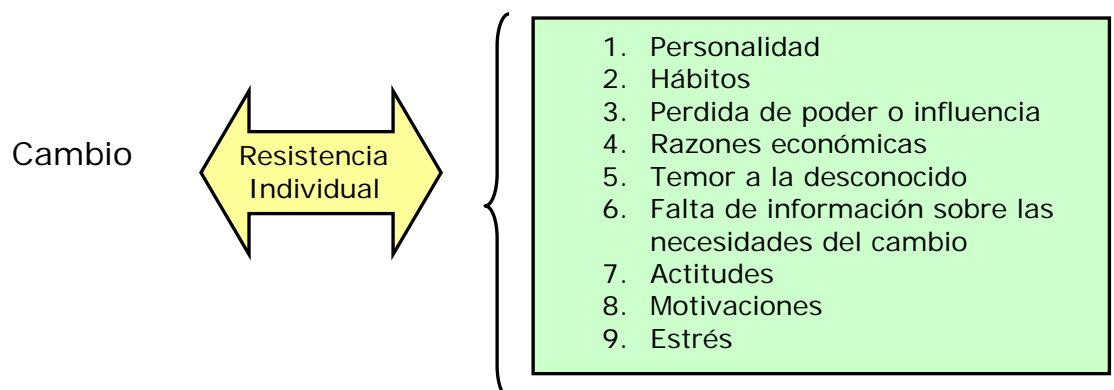 Cambio
Resistencia
Individual
1. Personalidad
2. Hábitos
3. Perdida de poder o influencia
4. Razones económicas
5. Temor a la desconocido
6. Falta de información sobre las
necesidades del cambio
7. Actitudes
8. Motivaciones
9. Estrés